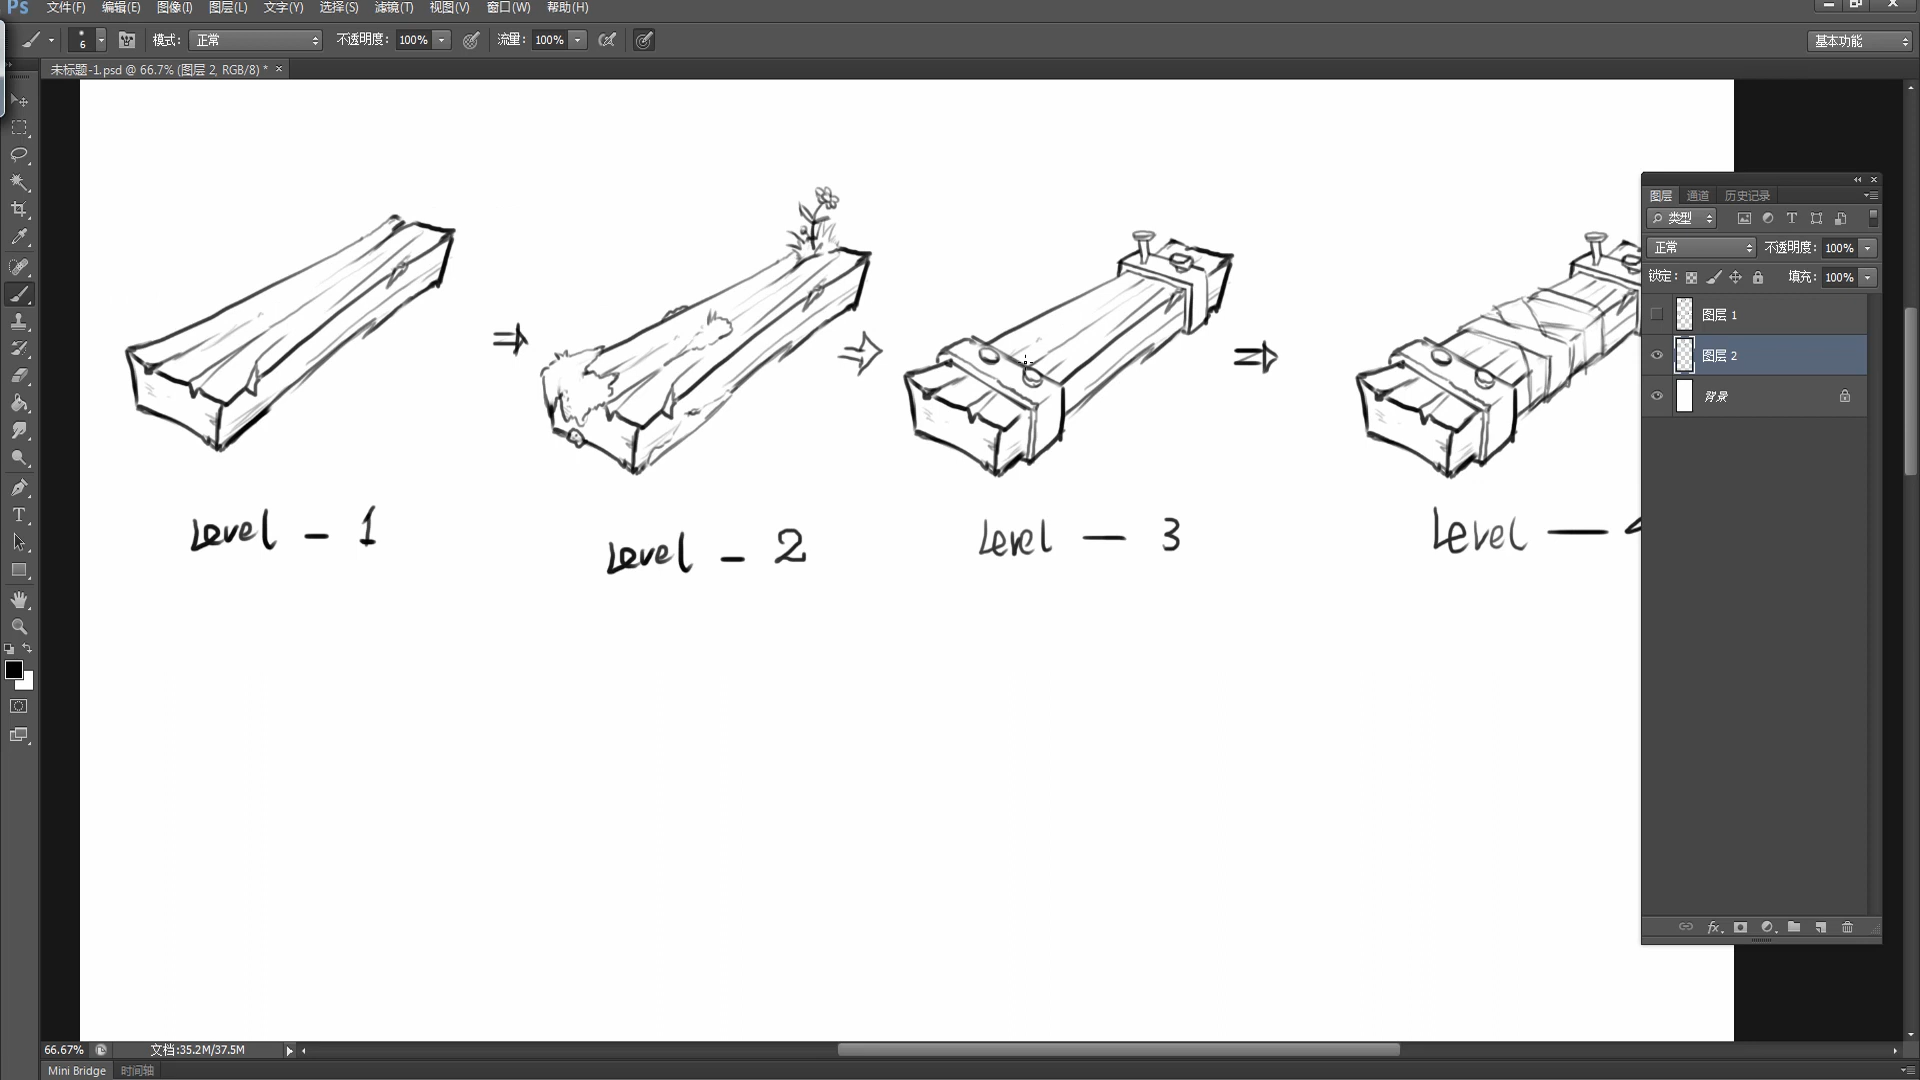 Ps 文件(F) 编辑(E) 图像(I) 图层(L) 文字(Y) 选择(S) 滤镜(T) 视图(V) 窗口(W) 帮助(H)
6 模式: 正常 不透明度: 100% 流量: 100% 基本功能
未标题-1.psd @ 66.7% (图层 2, RGB/8) * ×
图层 通道 历史记录
类型
正常 不透明度: 100%
锁定: 填充: 100%
图层 1
图层 2
背景
Level - 1
Level - 2
Level — 3
Level — 4
66.67% 文档:35.2M/37.5M
Mini Bridge 时间轴